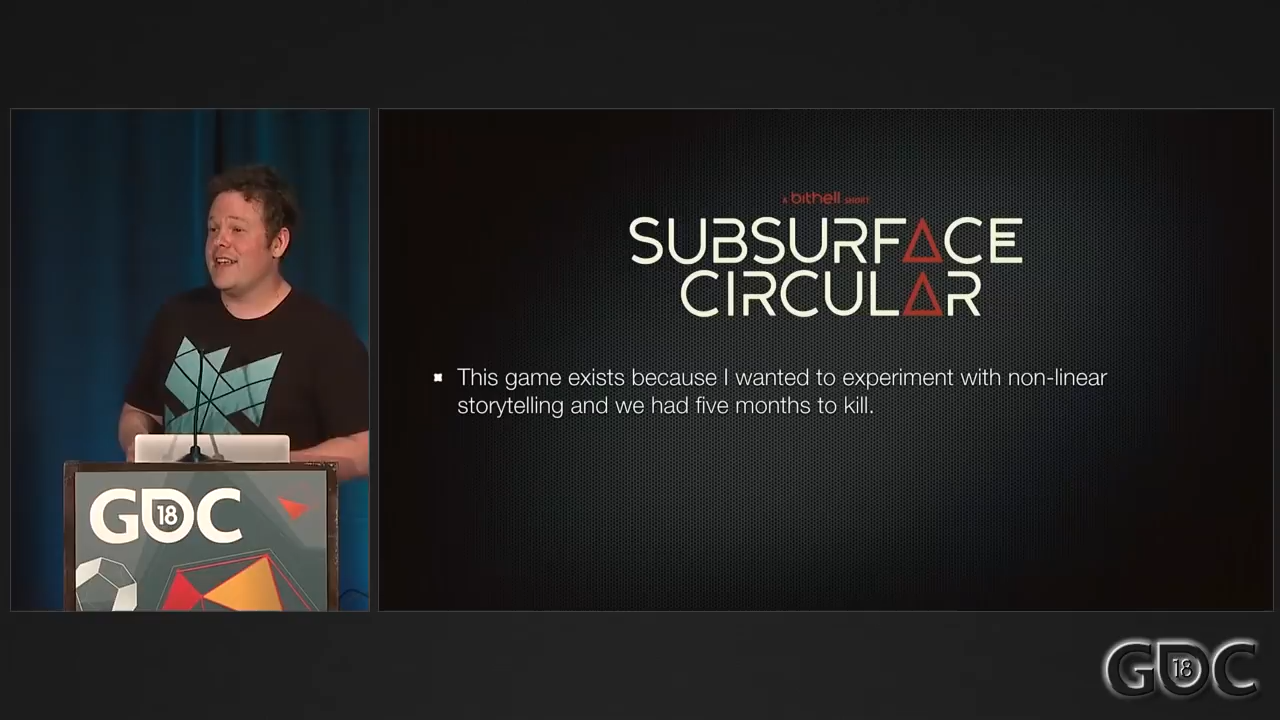 A bithell SHORT
SUBSURFACE
CIRCULAR
This game exists because I wanted to experiment with non-linear
storytelling and we had five months to kill.
GDC
18
GDC
18